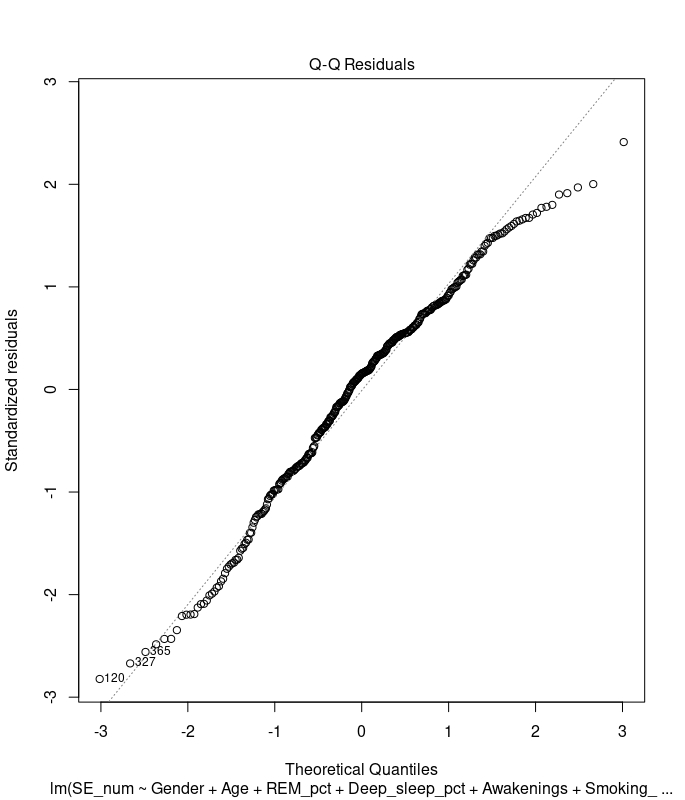 Q-Q Residuals
3
2
1
0
-1
-2
-3
Standardized residuals
365
327
120
-3 -2 -1 0 1 2 3
Theoretical Quantiles
lm(SE_num ~ Gender + Age + REM_pct + Deep_sleep_pct + Awakenings + Smoking_ ...